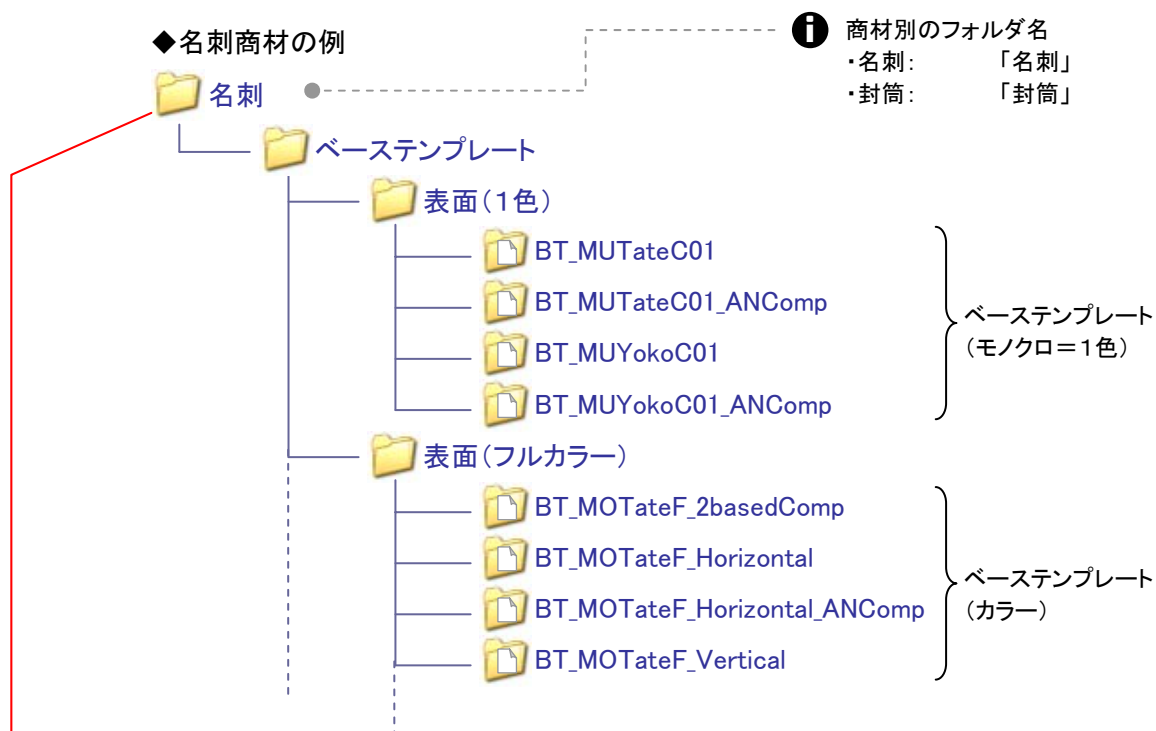 ◆名刺商材の例
商材別のフォルダ名
・名刺: 「名刺」
・封筒: 「封筒」
名刺
ベーステンプレート
表面(1色)
BT_MUTateC01
BT_MUTateC01_ANComp
BT_MUYokoC01
BT_MUYokoC01_ANComp
ベーステンプレート
(モノクロ=1色)
表面(フルカラー)
BT_MOTateF_2basedComp
BT_MOTateF_Horizontal
BT_MOTateF_Horizontal_ANComp
BT_MOTateF_Vertical
ベーステンプレート
(カラー)